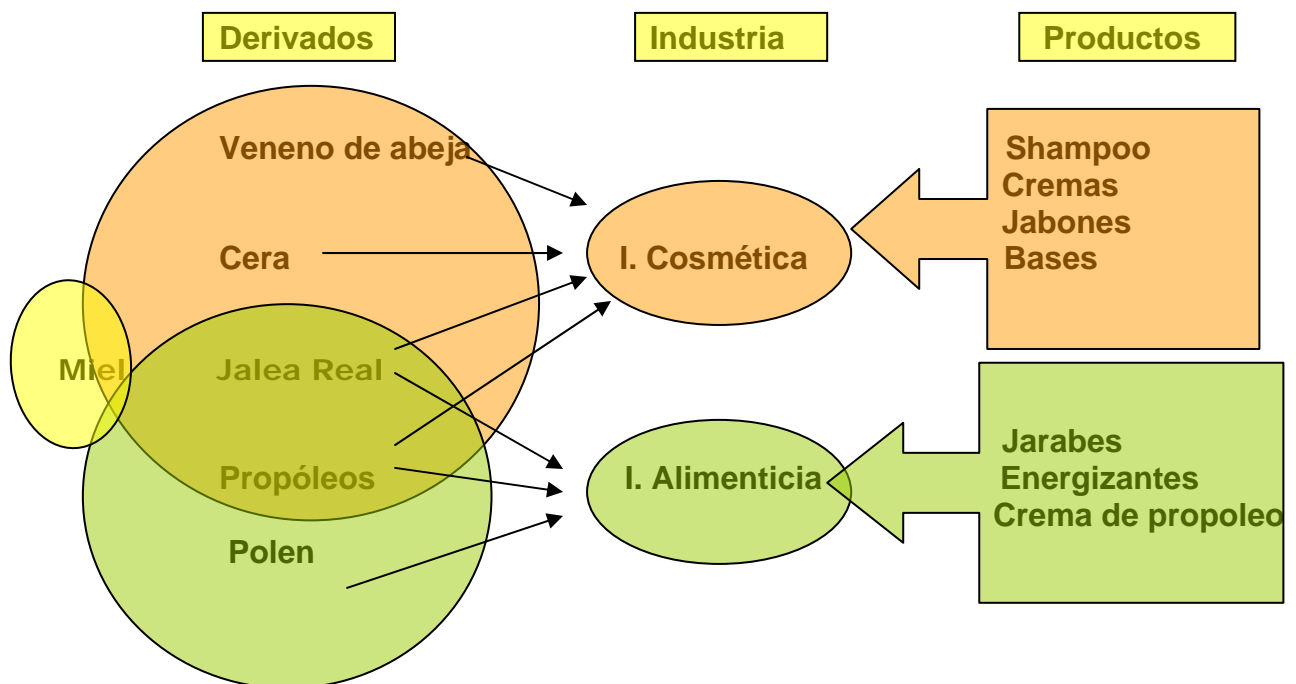 Derivados
Industria
Productos
Veneno de abeja
Cera
Miel
Jalea Real
Propóleos
Polen
I. Cosmética
I. Alimenticia
Shampoo
Cremas
Jabones
Bases
Jarabes
Energizantes
Crema de propoleo